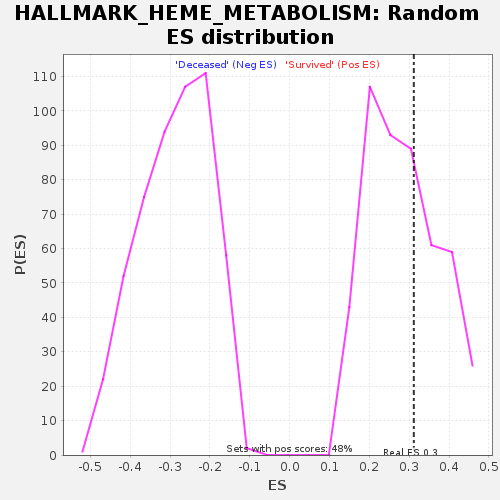 HALLMARK_HEME_METABOLISM: Random
ES distribution
'Deceased' (Neg ES) 'Survived' (Pos ES)
110
100
90
80
70
60
50
40
30
20
10
0
P(ES)
Sets with pos scores: 48%
Real ES 0.3
-0.5 -0.4 -0.3 -0.2 -0.1 0.0 0.1 0.2 0.3 0.4 0.5
ES